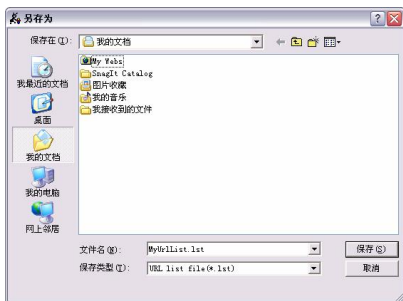 另存为
保存在(I): 我的文档
我最近的文档
桌面
我的文档
我的电脑
网上邻居
My Webs
SnagIt Catalog
图片收藏
我的音乐
我接收到的文件
文件名(N): MyUrlList.lst 保存(S)
保存类型(T): URL list file(*.lst) 取消